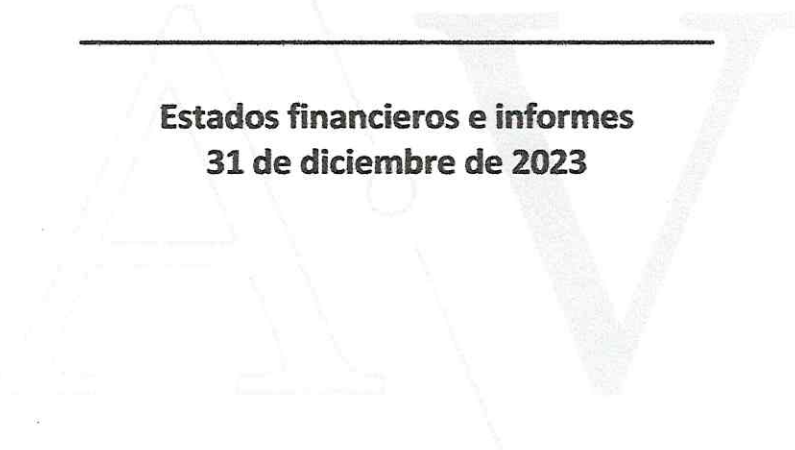 Estados financieros e informes
31 de diciembre de 2023